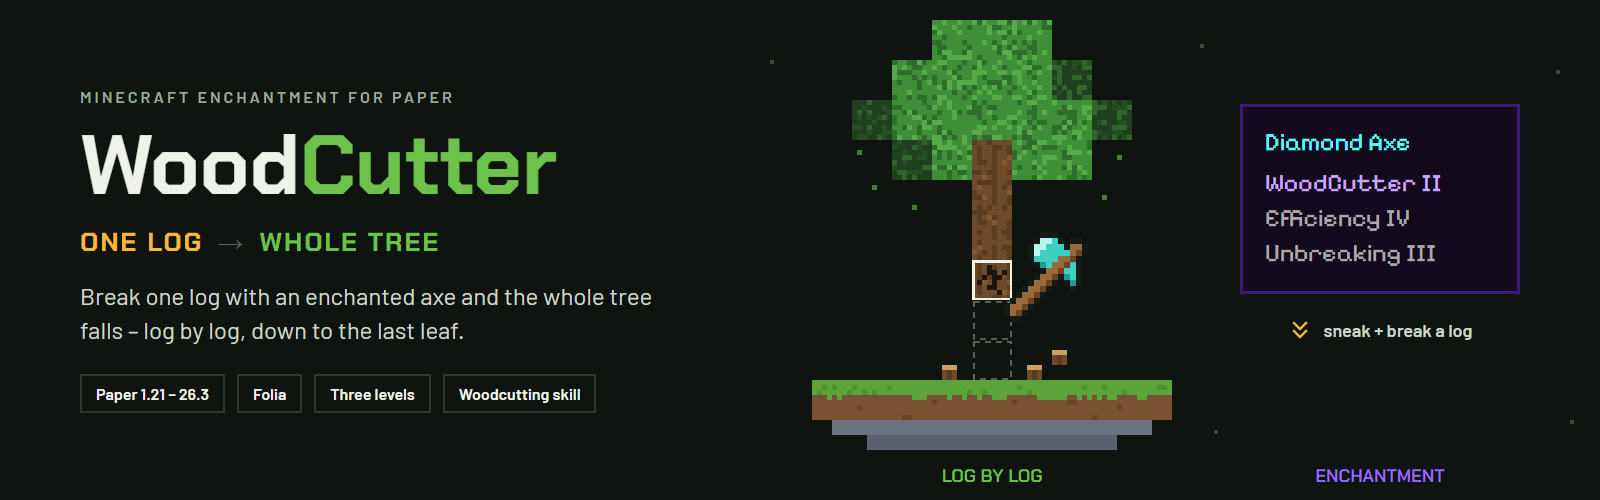 MINECRAFT ENCHANTMENT FOR PAPER
WoodCutter
ONE LOG → WHOLE TREE
Break one log with an enchanted axe and the whole tree
falls – log by log, down to the last leaf.
Paper 1.21 – 26.3
Folia
Three levels
Woodcutting skill
LOG BY LOG
Diamond Axe
WoodCutter II
Efficiency IV
Unbreaking III
sneak + break a log
ENCHANTMENT